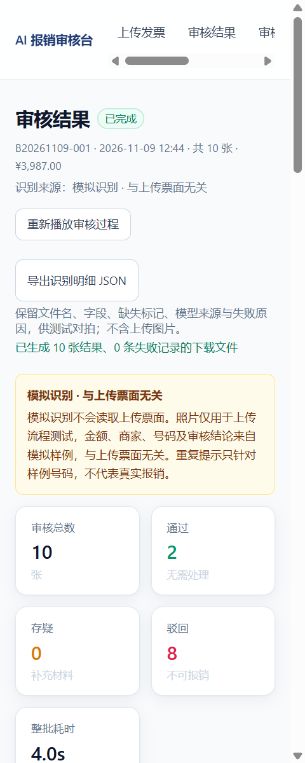 AI 报销审核台
上传发票
审核结果
审核结果
已完成
B20261109-001 · 2026-11-09 12:44 · 共 10 张 ·
¥3,987.00
识别来源：模拟识别 · 与上传票面无关
重新播放审核过程
导出识别明细 JSON
保留文件名、字段、缺失标记、模型来源与失败原
因，供测试对拍；不含上传图片。
已生成 10 张结果、0 条失败记录的下载文件
模拟识别 · 与上传票面无关
模拟识别不会读取上传票面。照片仅用于上传
流程测试，金额、商家、号码及审核结论来自
模拟样例，与上传票面无关。重复提示只针对
样例号码，不代表真实报销。
审核总数
10
张
通过
2
无需处理
存疑
0
补充材料
驳回
8
不可报销
整批耗时
4.0s